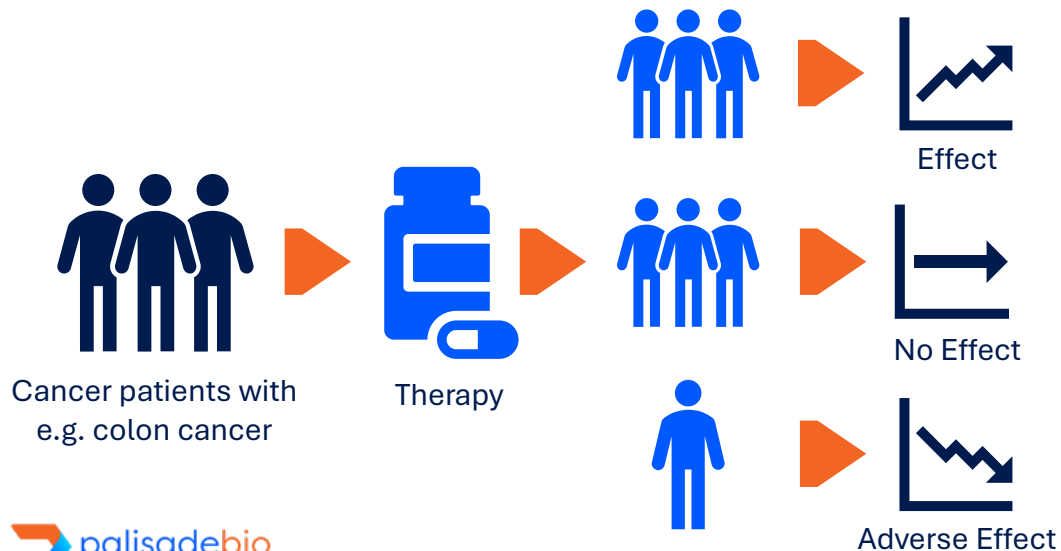 Effect
No Effect
Cancer patients with
e.g. colon cancer
Therapy
Adverse Effect
palisadebio